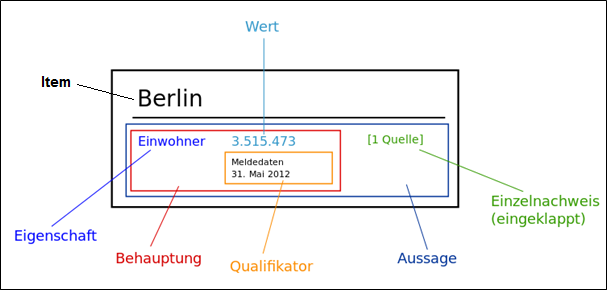 Wert
Item
Berlin
Einwohner 3.515.473 [1 Quelle]
Meldedaten
31. Mai 2012
Einzelnachweis
(eingeklappt)
Eigenschaft
Behauptung
Qualifikator
Aussage